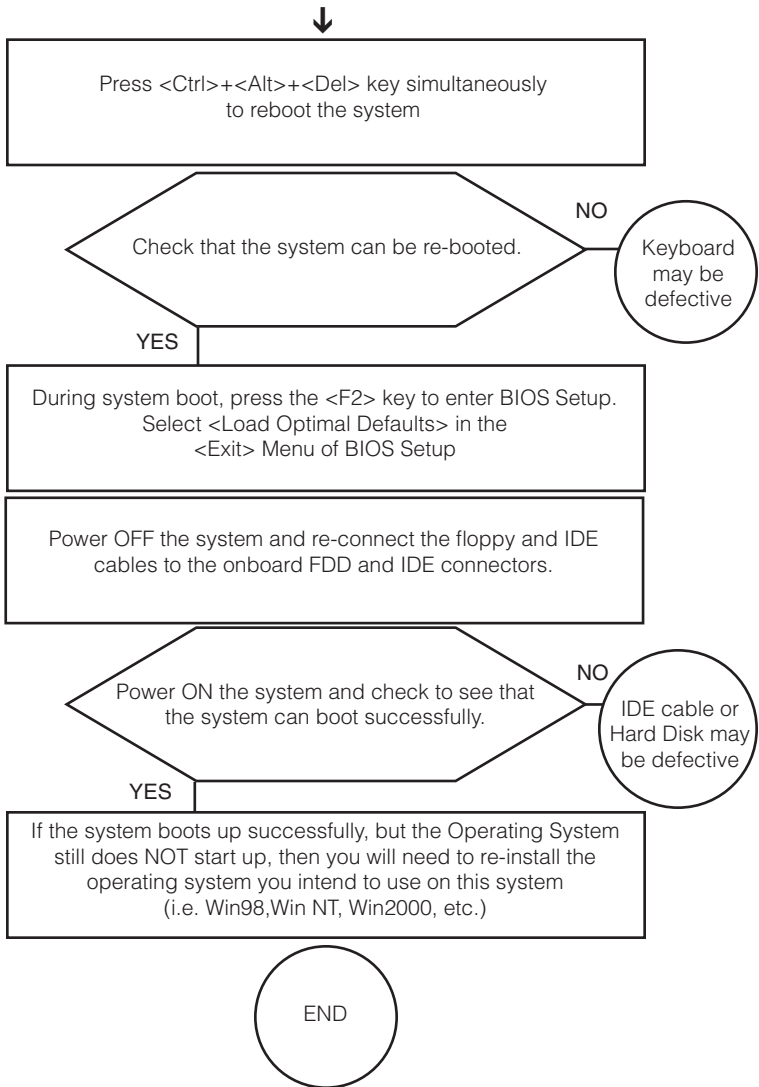 Press <Ctrl>+<Alt>+<Del> key simultaneously
to reboot the system
Check that the system can be re-booted.
NO
Keyboard
may be
defective
YES
During system boot, press the <F2> key to enter BIOS Setup.
Select <Load Optimal Defaults> in the
<Exit> Menu of BIOS Setup
Power OFF the system and re-connect the floppy and IDE
cables to the onboard FDD and IDE connectors.
Power ON the system and check to see that
the system can boot successfully.
NO
IDE cable or
Hard Disk may
be defective
YES
If the system boots up successfully, but the Operating System
still does NOT start up, then you will need to re-install the
operating system you intend to use on this system
(i.e. Win98,Win NT, Win2000, etc.)
END